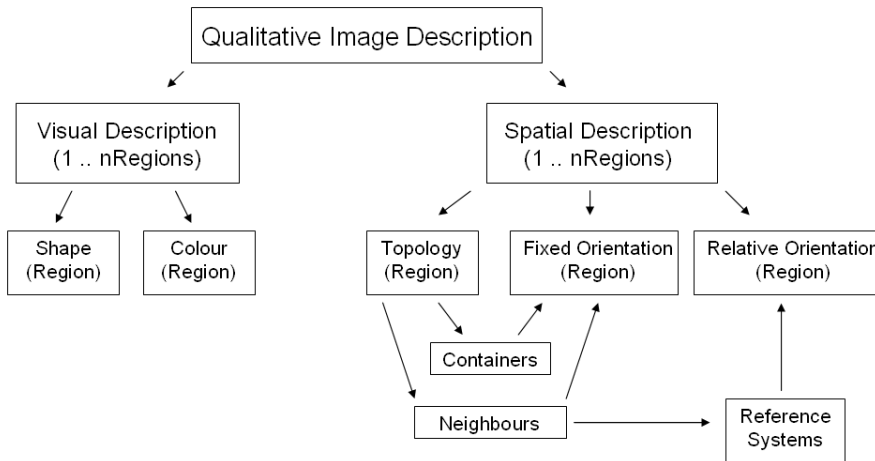 Qualitative Image Description
Visual Description
(1 .. nRegions)
Spatial Description
(1 .. nRegions)
Shape
(Region)
Colour
(Region)
Topology
(Region)
Fixed Orientation
(Region)
Relative Orientation
(Region)
Containers
Neighbours
Reference
Systems